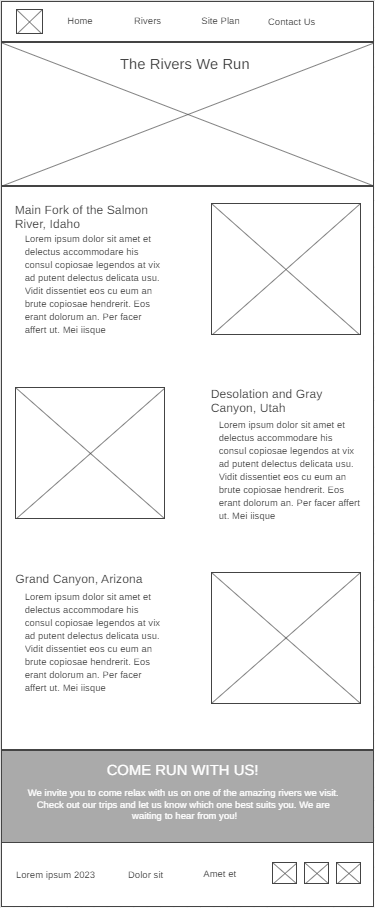 Home Rivers Site Plan Contact Us
The Rivers We Run
Main Fork of the Salmon
River, Idaho
Lorem ipsum dolor sit amet et
delectus accommodare his
consul copiosae legendos at vix
ad putent delectus delicata usu.
Vidit dissentiet eos cu eum an
brute copiosae hendrerit. Eos
erant dolorum an. Per facer
affert ut. Mei iisque
Desolation and Gray
Canyon, Utah
Lorem ipsum dolor sit amet et
delectus accommodare his
consul copiosae legendos at vix
ad putent delectus delicata usu.
Vidit dissentiet eos cu eum an
brute copiosae hendrerit. Eos
erant dolorum an. Per facer affert
ut. Mei iisque
Grand Canyon, Arizona
Lorem ipsum dolor sit amet et
delectus accommodare his
consul copiosae legendos at vix
ad putent delectus delicata usu.
Vidit dissentiet eos cu eum an
brute copiosae hendrerit. Eos
erant dolorum an. Per facer
affert ut. Mei iisque
COME RUN WITH US!
We invite you to come relax with us on one of the amazing rivers we visit.
Check out our trips and let us know which one best suits you. We are
waiting to hear from you!
Lorem ipsum 2023 Dolor sit Amet et